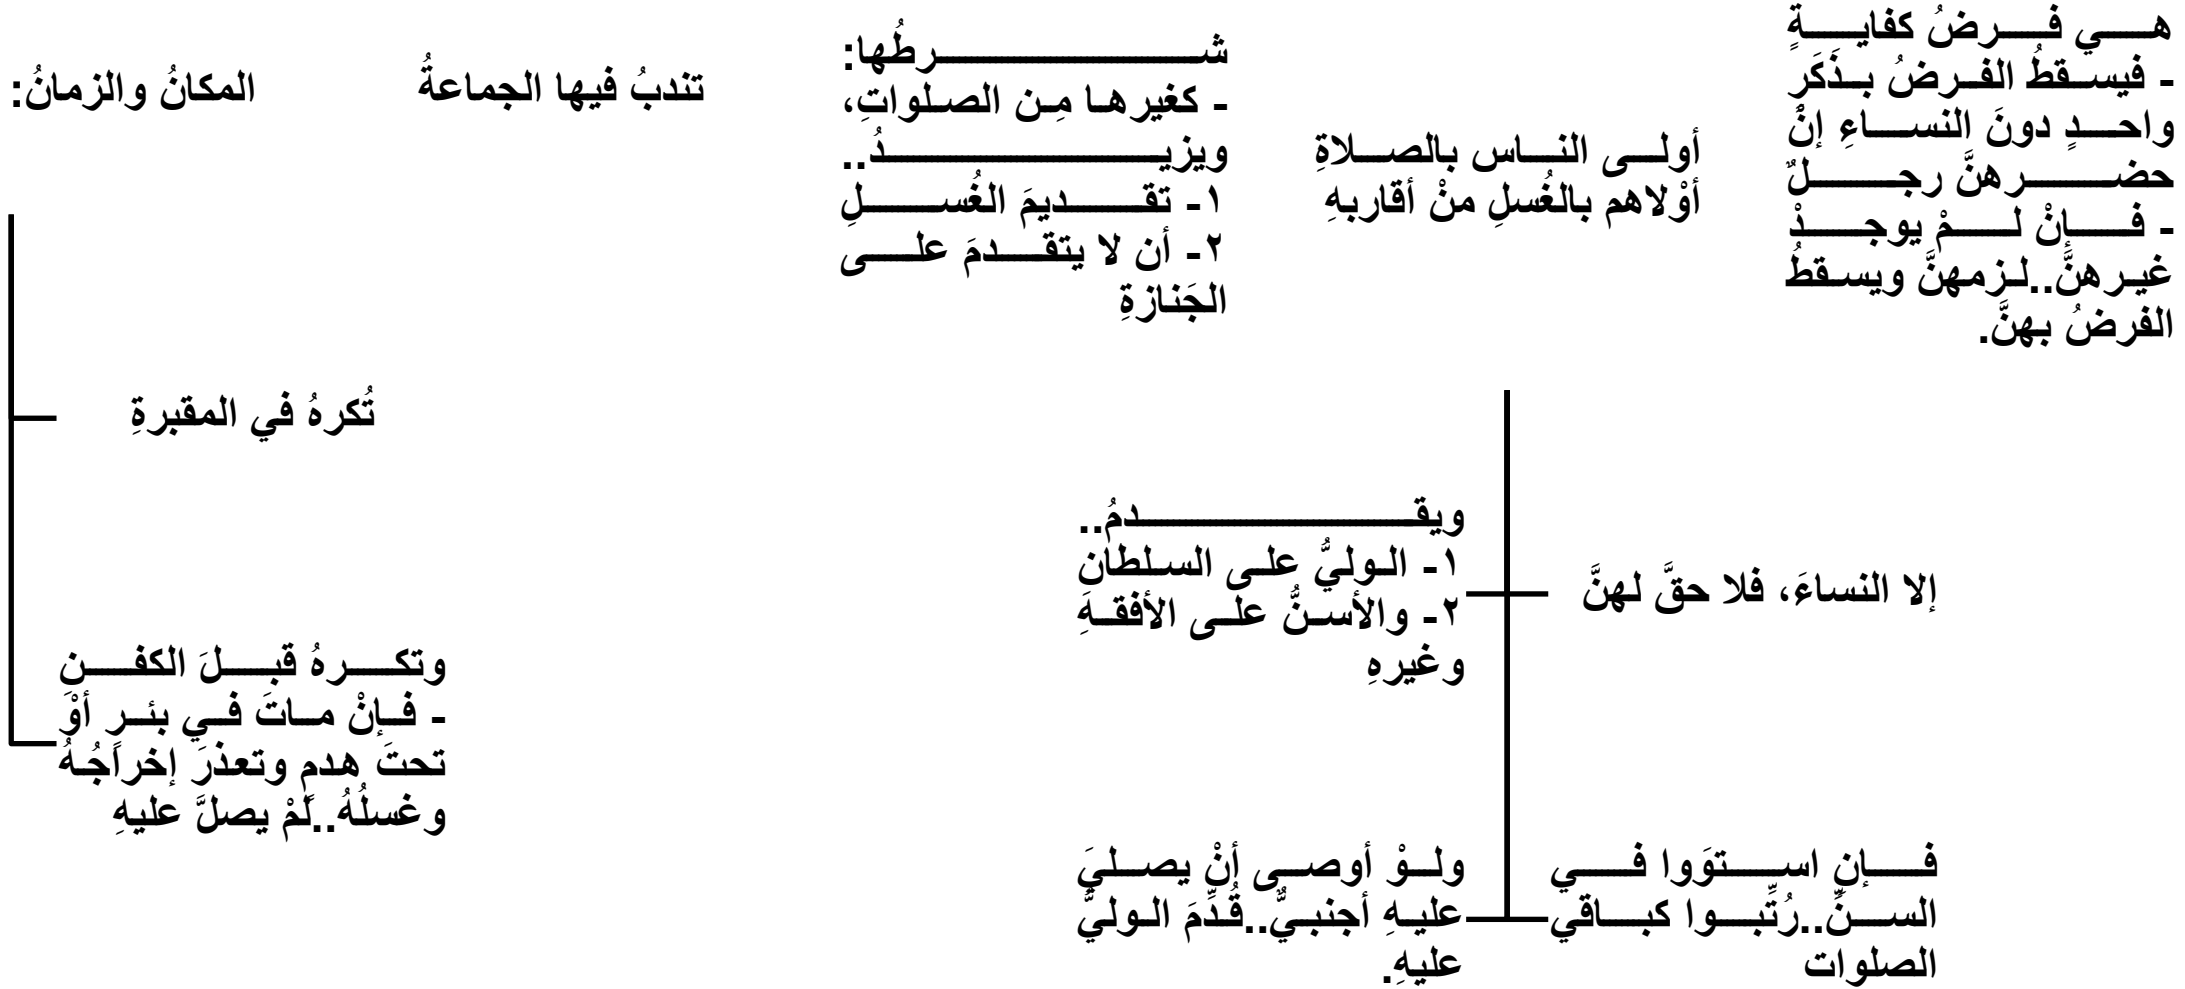 هي فرضُ كفايةٍ
- فيسقطُ الفرضُ بذَكَرٍ
واحدٍ دونَ النساءِ إنْ
حضرهنَّ رجلٌ
- فإنْ لمْ يوجدْ
غيرهنَّ..لزمهنَّ ويسقطُ
الفرضُ بهنَّ.
أولى الناس بالصلاةِ
أوْلاهم بالغُسلِ منْ أقاربهِ
إلا النساءَ، فلا حقَّ لهنَّ
ويقدمُ..
١- الوليُّ على السلطان
٢- والأسنُّ على الأفقهِ
وغيرهِ
فإنِ استوَوا في
السنِّ..رُتِّبوا كباقي
الصلوات
ولوْ أوصى أنْ يصليَ
عليهِ أجنبيٌّ..قُدِّمَ الوليُّ
عليهِ.
شرطُها:
- كغيرها مِن الصلواتِ،
ويزيدُ..
١- تقديمَ الغُسلِ
٢- أن لا يتقدمَ على
الجَنازةِ
تندبُ فيها الجماعةُ
المكانُ والزمانُ:
تُكرهُ في المقبرةِ
وتكرهُ قبلَ الكفنِ
- فإنْ ماتَ في بئرٍ أوْ
تحتَ هدمٍ وتعذرَ إخراجُهُ
وغسلُهُ..لمْ يصلَّ عليهِ